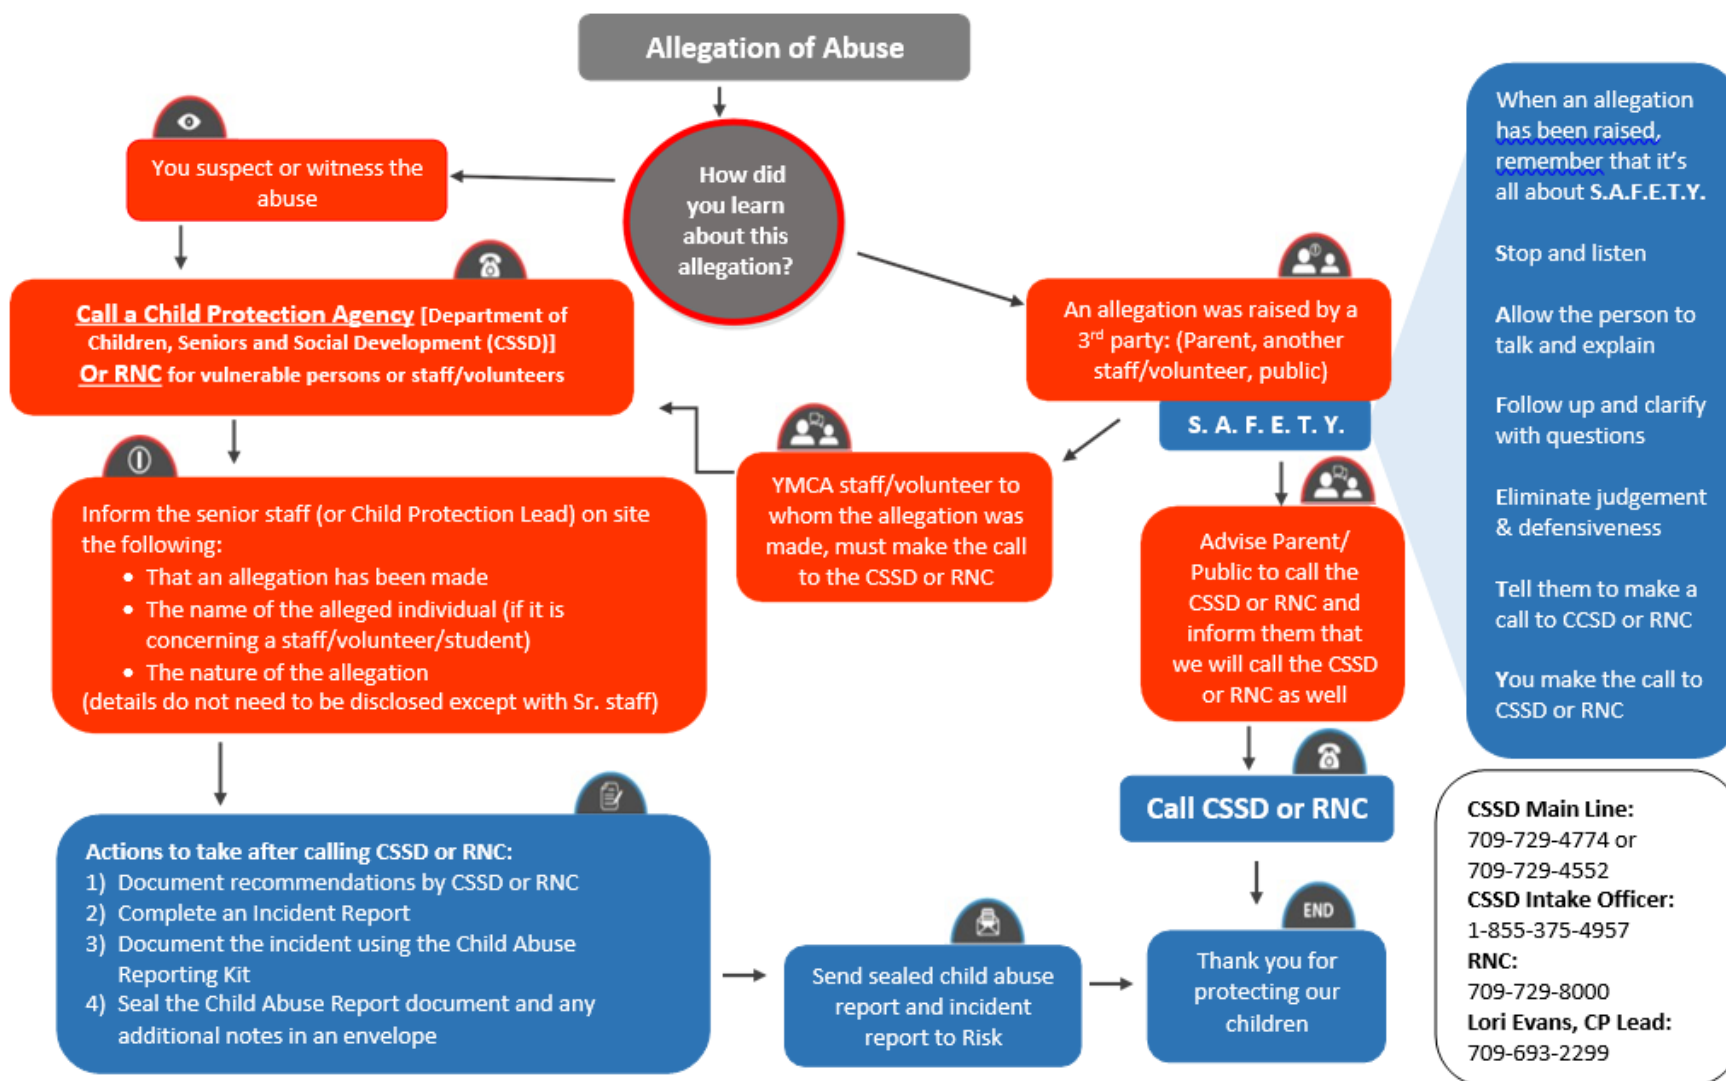 Allegation of Abuse
How did
you learn
about this
allegation?
You suspect or witness the
abuse
Call a Child Protection Agency [Department of
Children, Seniors and Social Development (CSSD)]
Or RNC for vulnerable persons or staff/volunteers
Inform the senior staff (or Child Protection Lead) on site
the following:
• That an allegation has been made
• The name of the alleged individual (if it is
concerning a staff/volunteer/student)
• The nature of the allegation
(details do not need to be disclosed except with Sr. staff)
Actions to take after calling CSSD or RNC:
1) Document recommendations by CSSD or RNC
2) Complete an Incident Report
3) Document the incident using the Child Abuse
Reporting Kit
4) Seal the Child Abuse Report document and any
additional notes in an envelope
Send sealed child abuse
report and incident
report to Risk
An allegation was raised by a
3rd party: (Parent, another
staff/volunteer, public)
S. A. F. E. T. Y.
YMCA staff/volunteer to
whom the allegation was
made, must make the call
to the CSSD or RNC
Advise Parent/
Public to call the
CSSD or RNC and
inform them that
we will call the CSSD
or RNC as well
Call CSSD or RNC
END
Thank you for
protecting our
children
When an allegation
has been raised,
remember that it's
all about S.A.F.E.T.Y.
Stop and listen
Allow the person to
talk and explain
Follow up and clarify
with questions
Eliminate judgement
& defensiveness
Tell them to make a
call to CCSD or RNC
You make the call to
CSSD or RNC
CSSD Main Line:
709-729-4774 or
709-729-4552
CSSD Intake Officer:
1-855-375-4957
RNC:
709-729-8000
Lori Evans, CP Lead:
709-693-2299